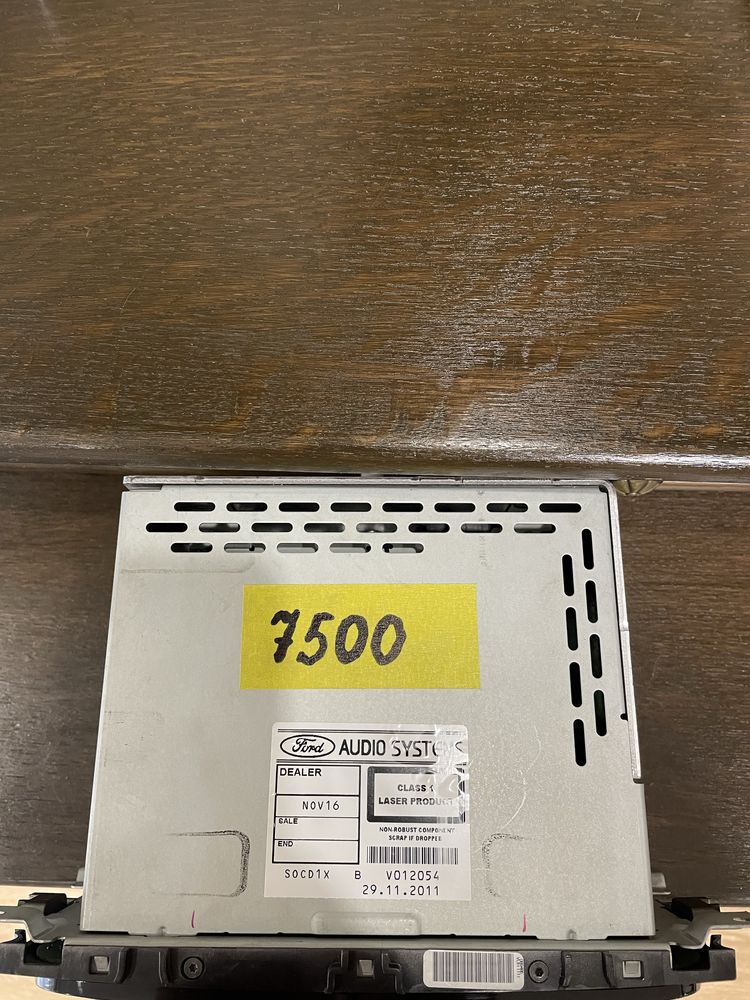 7500
Ford AUDIO SYSTEMS
DEALER
NOV16
SALE
END
CLASS 1
LASER PRODUCT
NON-ROBUST COMPONENT
SCRAP IF DROPPED
SOCD1X B V012054
29.11.2011